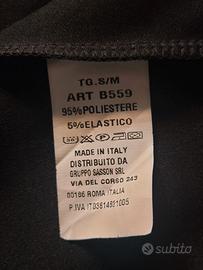 TG.S/M
ART B559
95%POLIESTERE
5%ELASTICO
MADE IN ITALY
DISTRIBUITO DA
GRUPPO SASSON SRL
VIA DEL CORSO 243
00186 ROMA ITALIA
P.IVA IT03614931005
subito